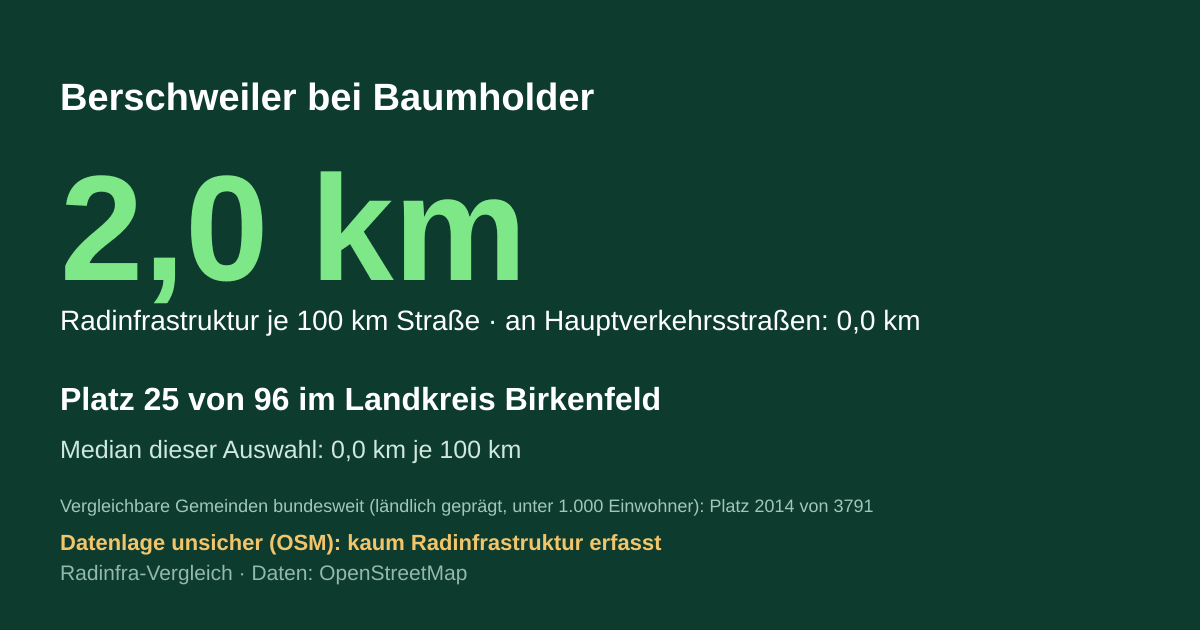 Berschweiler bei Baumholder
2,0 km
Radinfrastruktur je 100 km Straße · an Hauptverkehrsstraßen: 0,0 km
Platz 25 von 96 im Landkreis Birkenfeld
Median dieser Auswahl: 0,0 km je 100 km
Vergleichbare Gemeinden bundesweit (ländlich geprägt, unter 1.000 Einwohner): Platz 2014 von 3791
Datenlage unsicher (OSM): kaum Radinfrastruktur erfasst
Radinfra-Vergleich · Daten: OpenStreetMap